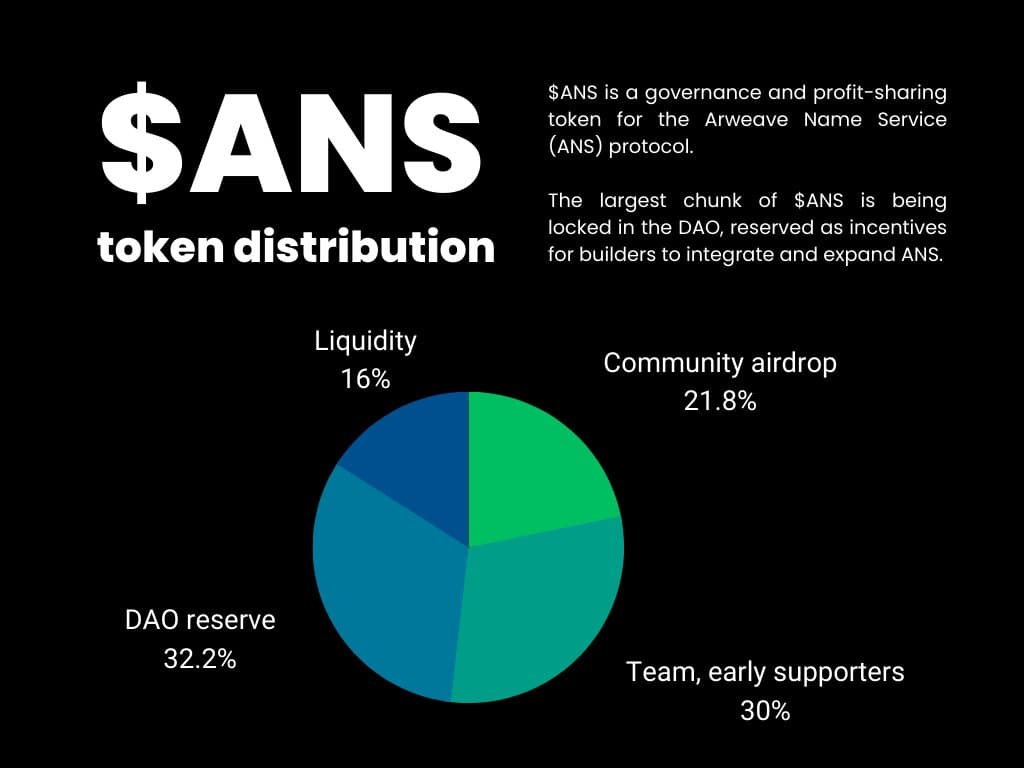 $ANS
token distribution
$ANS is a governance and profit-sharing
token for the Arweave Name Service
(ANS) protocol.
The largest chunk of $ANS is being
locked in the DAO, reserved as incentives
for builders to integrate and expand ANS.
Liquidity
16%
Community airdrop
21.8%
DAO reserve
32.2%
Team, early supporters
30%